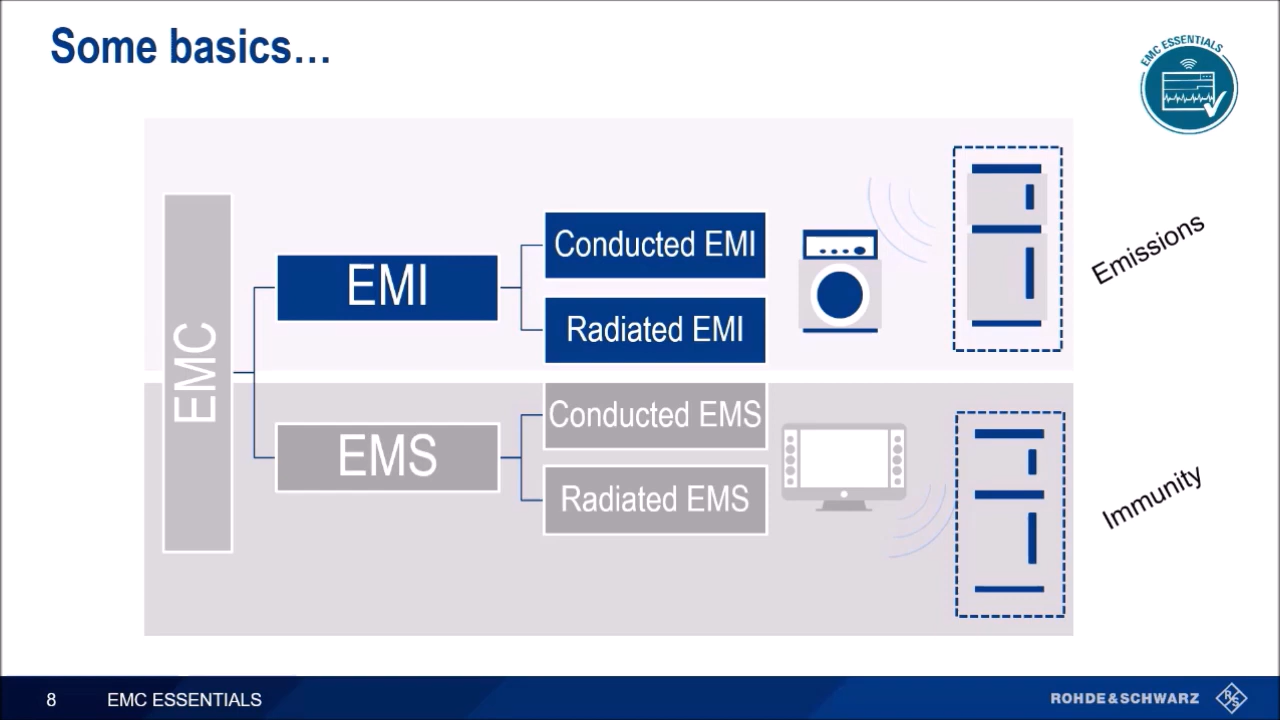 Some basics...
EMC ESSENTIALS
EMC
EMI
Conducted EMI
Radiated EMI
Emissions
EMS
Conducted EMS
Radiated EMS
Immunity
8
EMC ESSENTIALS
ROHDE&SCHWARZ
R
S